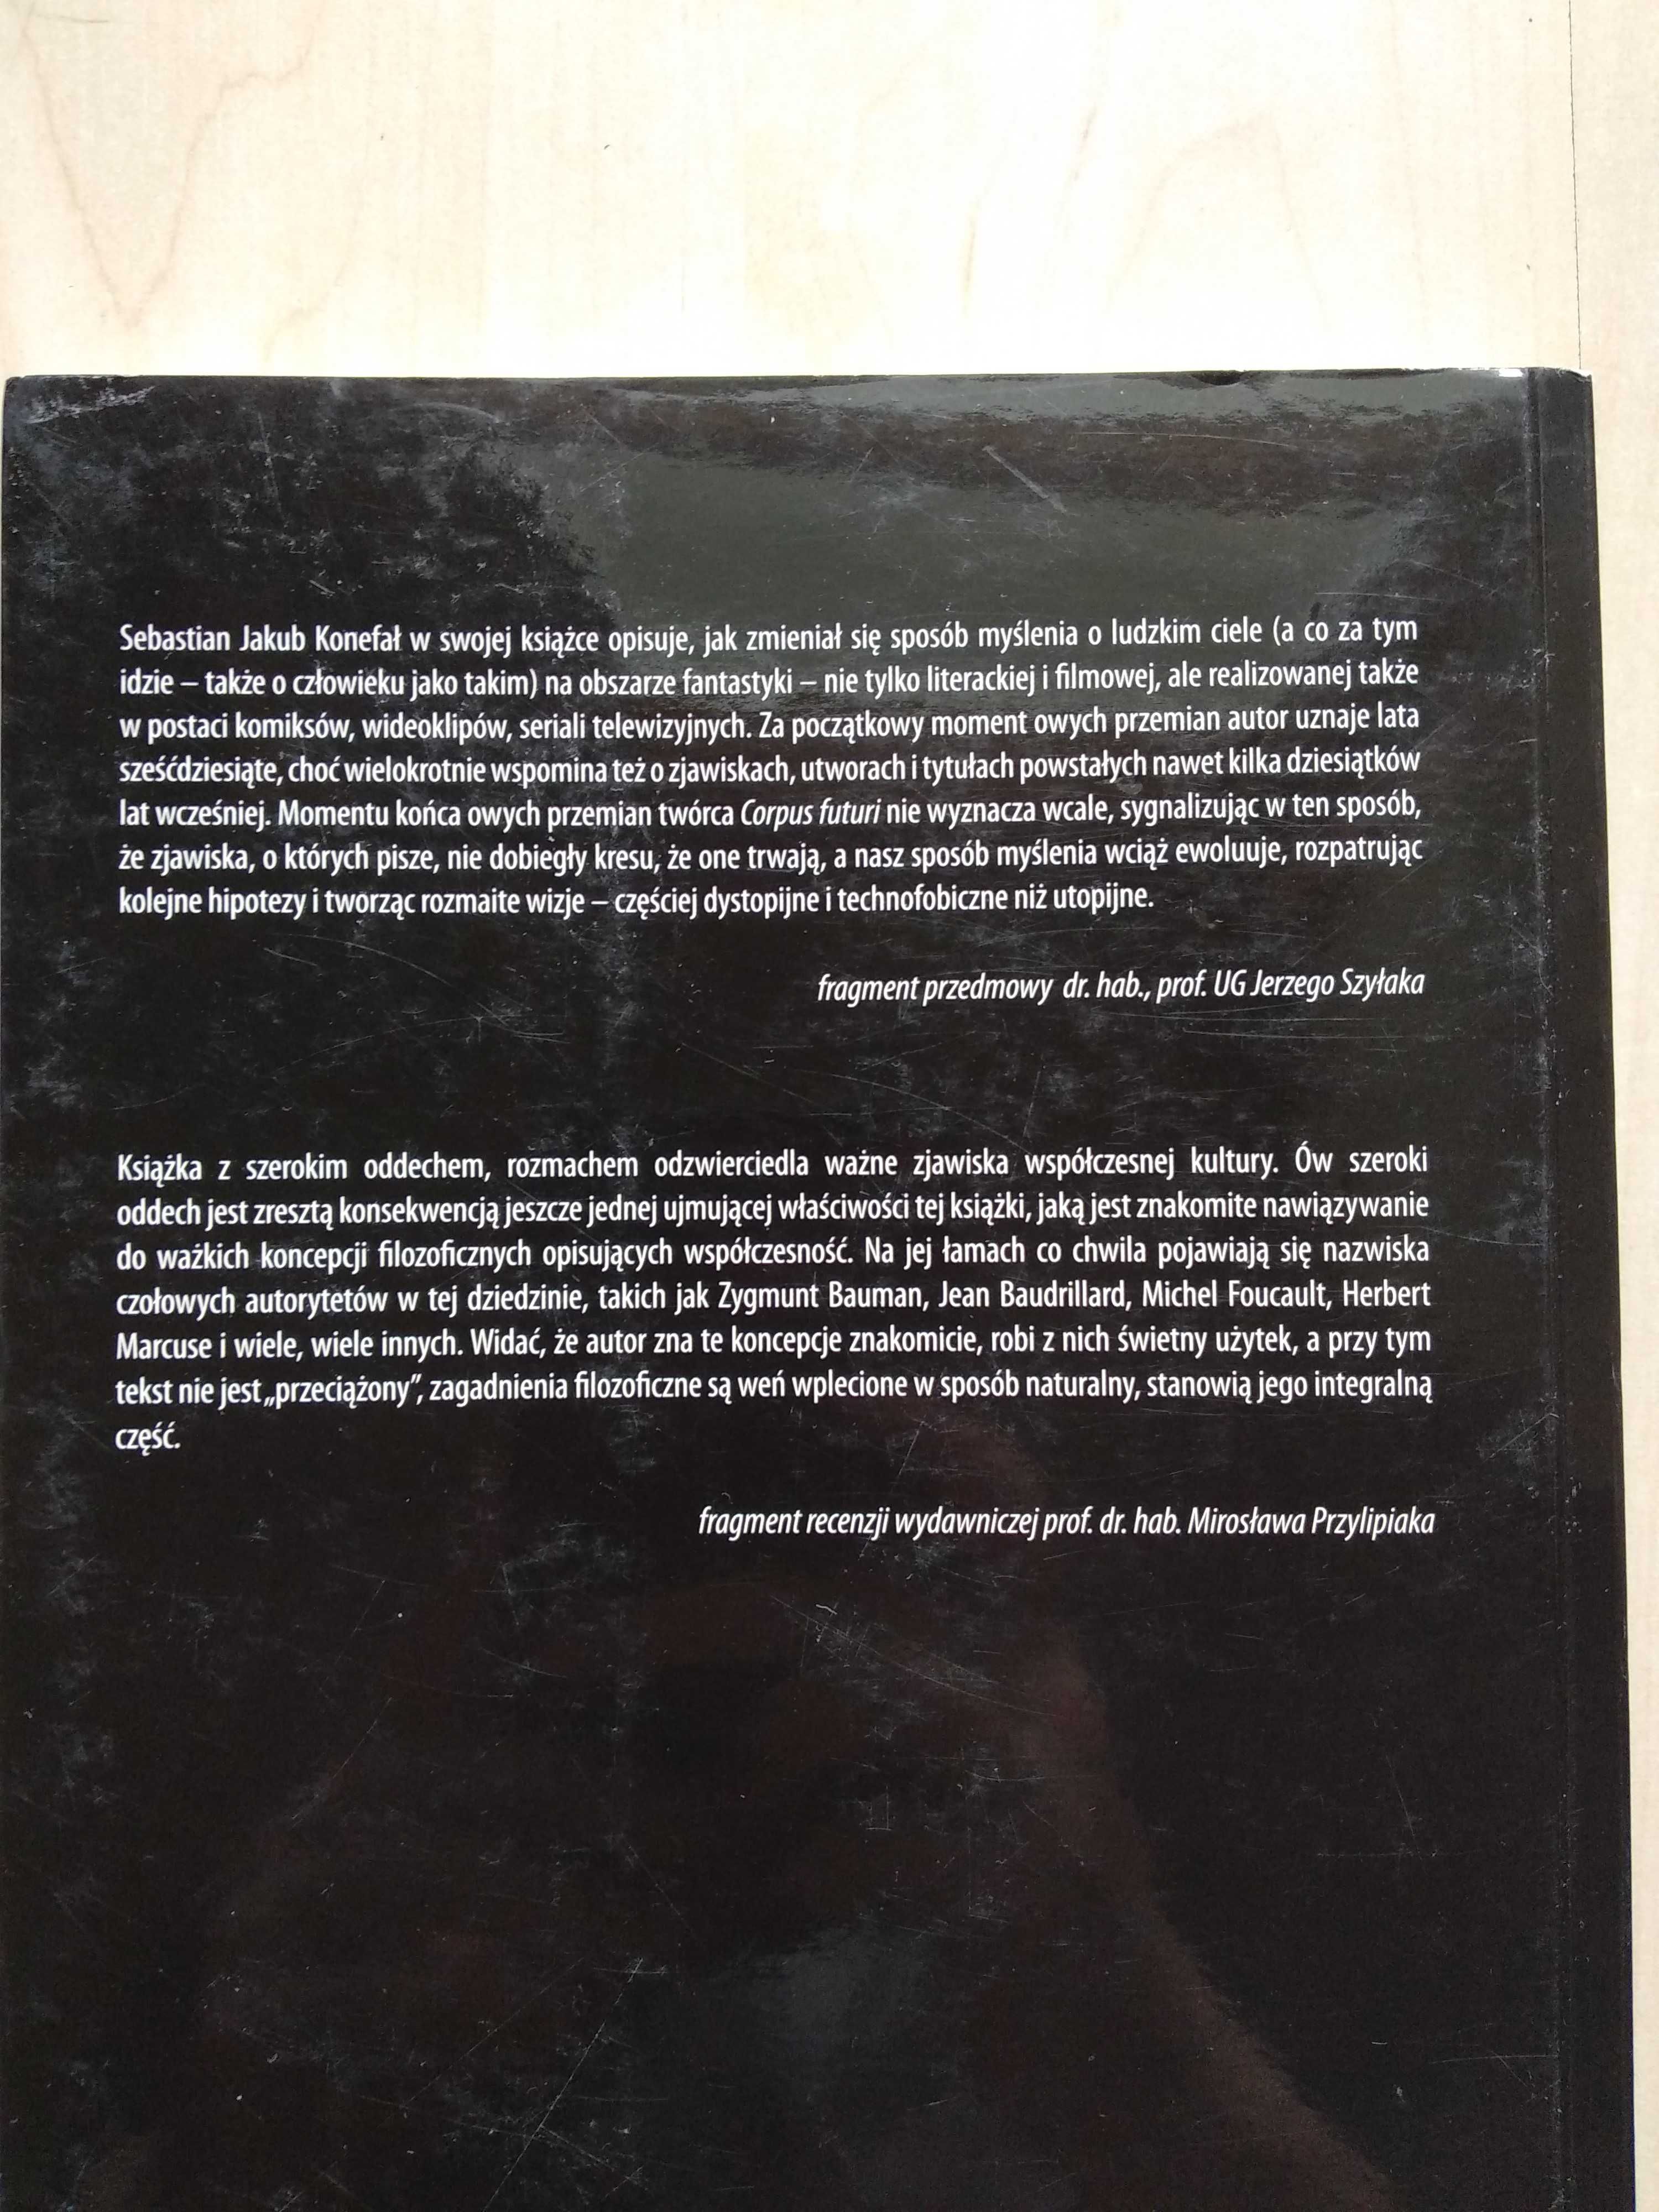 Sebastian Jakub Konefał w swojej książce opisuje, jak zmieniał się sposób myślenia o ludzkim ciele (a co za tym
idzie – także o człowieku jako takim) na obszarze fantastyki – nie tylko literackiej i filmowej, ale realizowanej także
w postaci komiksów, wideoklipów, seriali telewizyjnych. Za początkowy moment owych przemian autor uznaje lata
sześćdziesiąte, choć wielokrotnie wspomina też o zjawiskach, utworach i tytułach powstałych nawet kilka dziesiątków
lat wcześniej. Momentu końca owych przemian twórca Corpus futuri nie wyznacza wcale, sygnalizując w ten sposób,
że zjawiska, o których pisze, nie dobiegły kresu, że one trwają, a nasz sposób myślenia wciąż ewoluuje, rozpatrując
kolejne hipotezy i tworząc rozmaite wizje – częściej dystopijne i technofobiczne niż utopijne.
fragment przedmowy dr. hab., prof. UG Jerzego Szyłaka
Książka z szerokim oddechem, rozmachem odzwierciedla ważne zjawiska współczesnej kultury. Ów szeroki
oddech jest zresztą konsekwencją jeszcze jednej ujmującej właściwości tej książki, jaką jest znakomite nawiązywanie
do ważkich koncepcji filozoficznych opisujących współczesność. Na jej łamach co chwila pojawiają się nazwiska
czołowych autorytetów w tej dziedzinie, takich jak Zygmunt Bauman, Jean Baudrillard, Michel Foucault, Herbert
Marcuse i wiele, wiele innych. Widać, że autor zna te koncepcje znakomicie, robi z nich świetny użytek, a przy tym
tekst nie jest „przeciążony”, zagadnienia filozoficzne są weń wplecione w sposób naturalny, stanowią jego integralną
część.
fragment recenzji wydawniczej prof. dr. hab. Mirosława Przylipiaka